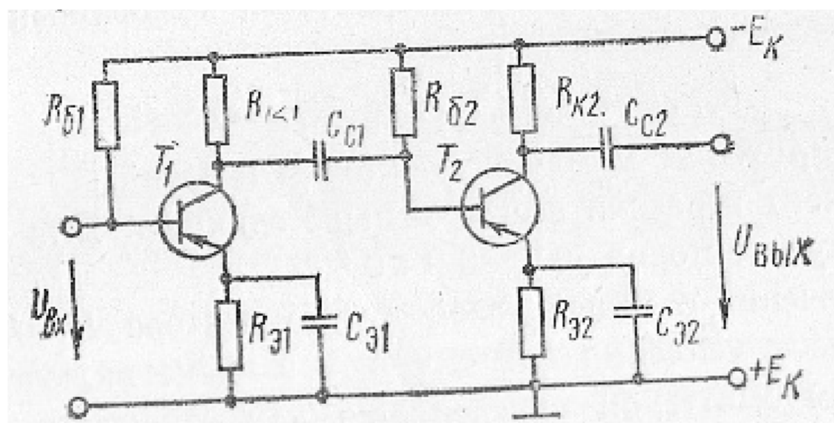 -Eк
Rб1
Rк1
Rб2
Rк2
Cс1
Cс2
T1
T2
Uвх
Uвых
Rэ1
Cэ1
Rэ2
Cэ2
+Eк